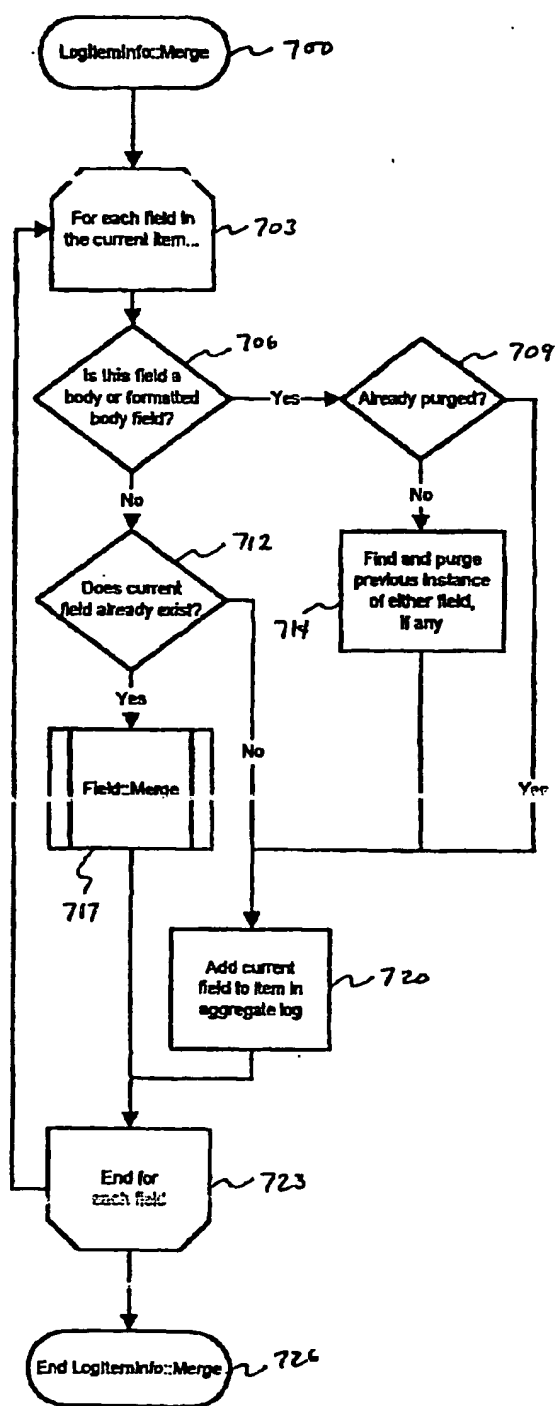 LogItemInfo::Merge
700
For each field in
the current item...
703
706
709
Is this field a
body or formatted
body field?
Yes
Already purged?
No
No
712
Does current
field already exist?
Find and purge
previous instance
of either field,
if any
714
Yes
No
Yes
Field::Merge
717
Add current
field to item in
aggregate log
720
End for
each field
723
End LogItemInfo::Merge
726